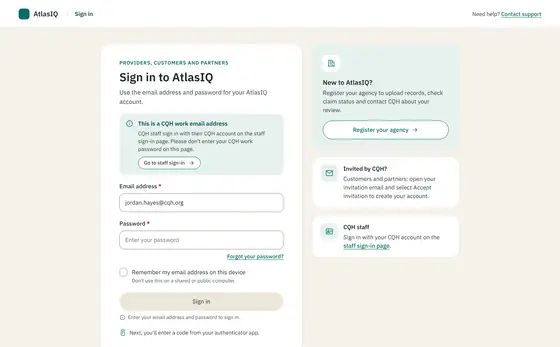 AtlasIQ
Sign in
Need help? Contact support
PROVIDERS, CUSTOMERS AND PARTNERS
Sign in to AtlasIQ
Use the email address and password for your AtlasIQ
account.
This is a CQH work email address
CQH staff sign in with their CQH account on the staff
sign-in page. Please don't enter your CQH work
password on this page.
Go to staff sign-in →
Email address *
jordan.hayes@cqh.org
Password *
Enter your password
Forgot your password?
Remember my email address on this device
Don't use this on a shared or public computer.
Sign in
Enter your email address and password to sign in.
Next, you'll enter a code from your authenticator app.
New to AtlasIQ?
Register your agency to upload records, check
claim status and contact CQH about your
review.
Register your agency →
Invited by CQH?
Customers and partners: open your
invitation email and select Accept
invitation to create your account.
CQH staff
Sign in with your CQH account on the
staff sign-in page.